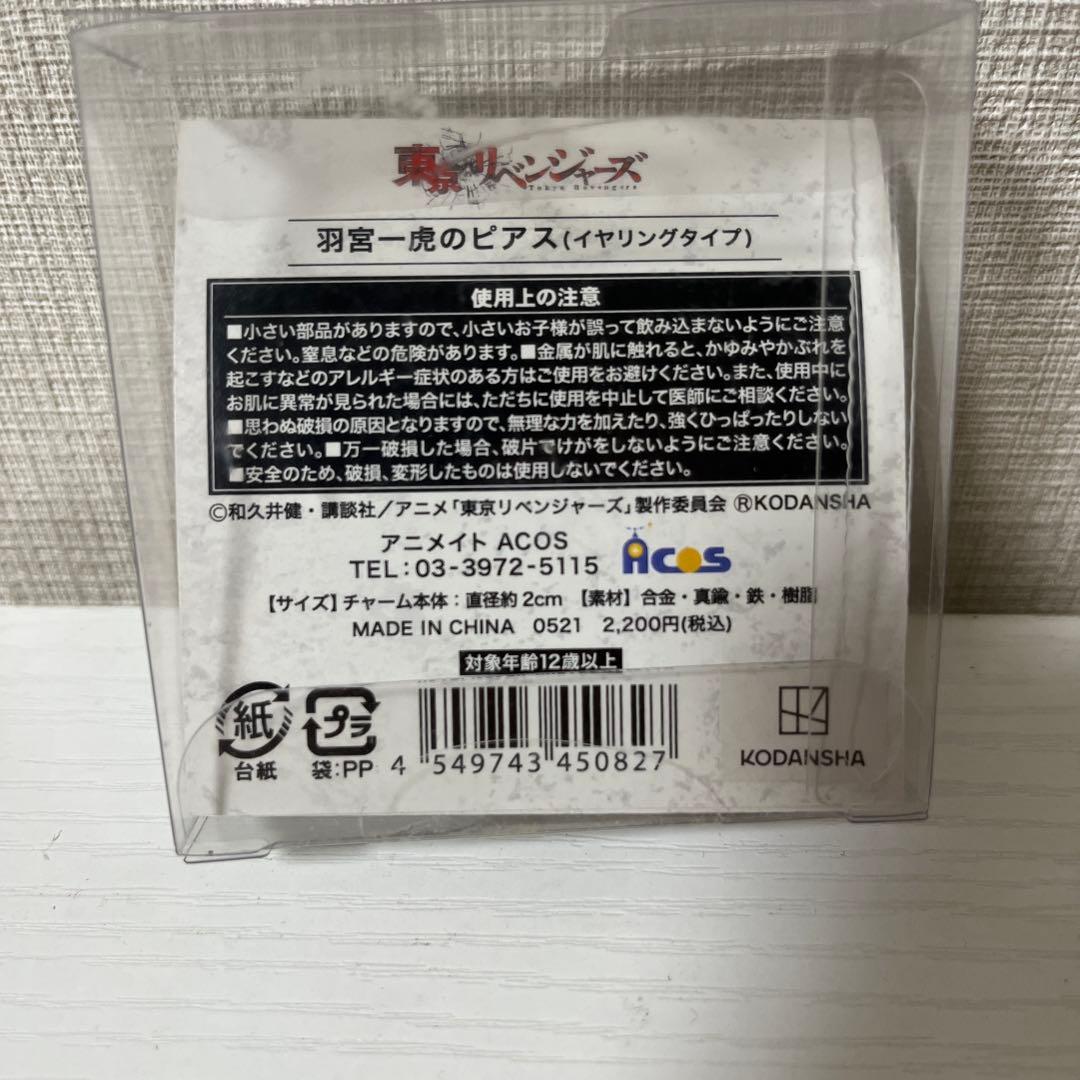 東京リベンジャーズ
Tokyo Revengers
羽宮一虎のピアス(イヤリングタイプ)
使用上の注意
■小さい部品がありますので、小さいお子様が誤って飲み込まないようにご注意
ください。窒息などの危険があります。■金属が肌に触れると、かゆみやかぶれを
起こすなどのアレルギー症状のある方はご使用をお避けください。また、使用中に
お肌に異常が見られた場合には、ただちに使用を中止して医師にご相談ください。
■思わぬ破損の原因となりますので、無理な力を加えたり、強くひっぱったりしない
でください。■万一破損した場合、破片でけがをしないようにご注意ください。
■安全のため、破損、変形したものは使用しないでください。
©和久井健・講談社／アニメ「東京リベンジャーズ」製作委員会 ®KODANSHA
アニメイト ACOS
TEL：03-3972-5115
ACOS
【サイズ】チャーム本体：直径約2cm 【素材】合金・真鍮・鉄・樹脂
MADE IN CHINA 0521 2,200円(税込)
対象年齢12歳以上
紙
台紙
プラ
袋:PP
4 549743 450827
KODANSHA